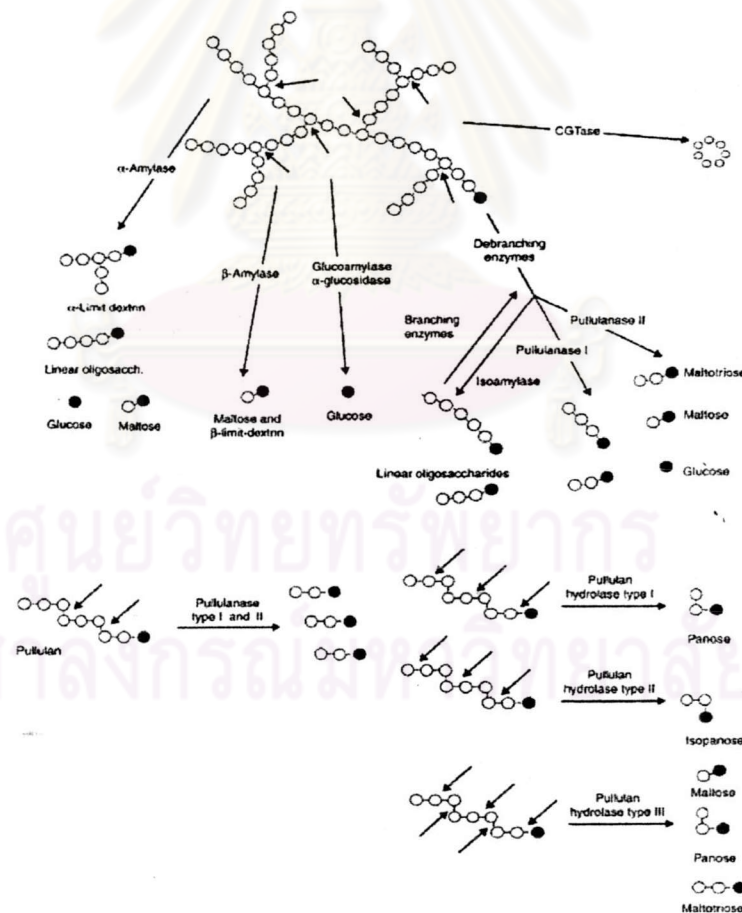 CGTase
α-Amylase
Debranching
enzymes
β-Amylase
Glucoamylase
α-glucosidase
α-Limit dextrin
Branching
enzymes
Pullulanase II
Pullulanase I
Linear oligosacch.
Isoamylase
Maltotriose
Glucose
Maltose
Maltose and
β-limit-dextrin
Glucose
Maltose
Linear oligosaccharides
Glucose
ศูนย์วิทยทรัพยากร
Pullulanase
type I and II
Pullulan
Pullulan
hydrolase type I
Panose
จุฬาลงกรณ์มหาวิทยาลัย
Pullulan
hydrolase type II
Isopanose
Maltose
Pullulan
hydrolase type III
Panose
Maltotriose